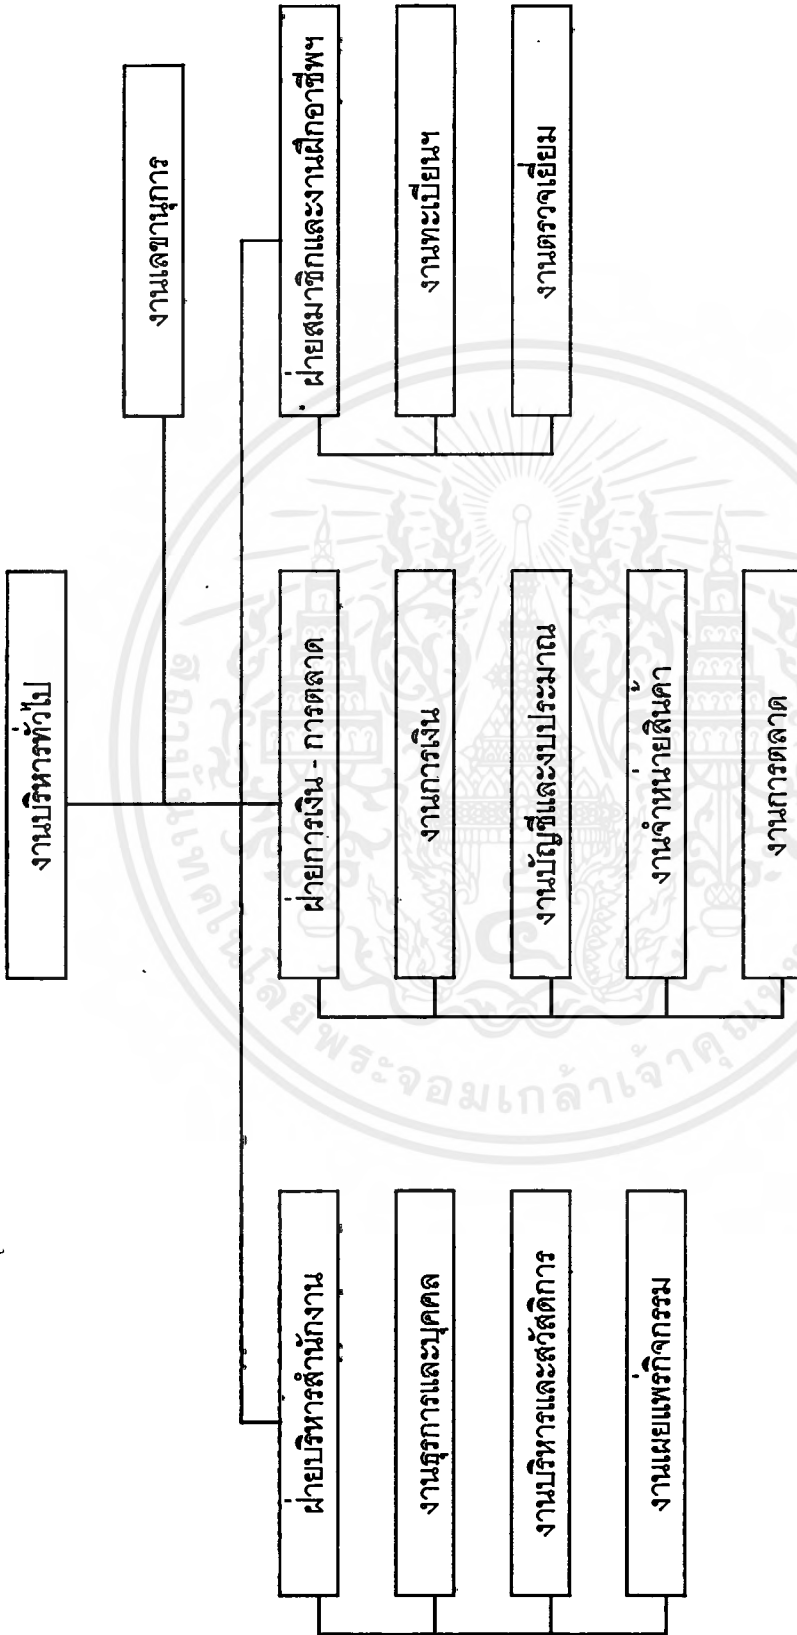 งานบริหารทั่วไป
งานเลขานุการ
ฝ่ายบริหารสำนักงาน
งานธุรการและบุคคล
งานบริหารและสวัสดิการ
งานเผยแพร่กิจกรรม
ฝ่ายการเงิน - การตลาด
งานการเงิน
งานบัญชีและงบประมาณ
งานจำหน่ายสินค้า
งานการตลาด
ฝ่ายสมาชิกและงานฝึกอาชีพฯ
งานทะเบียนฯ
งานตรวจเยี่ยม